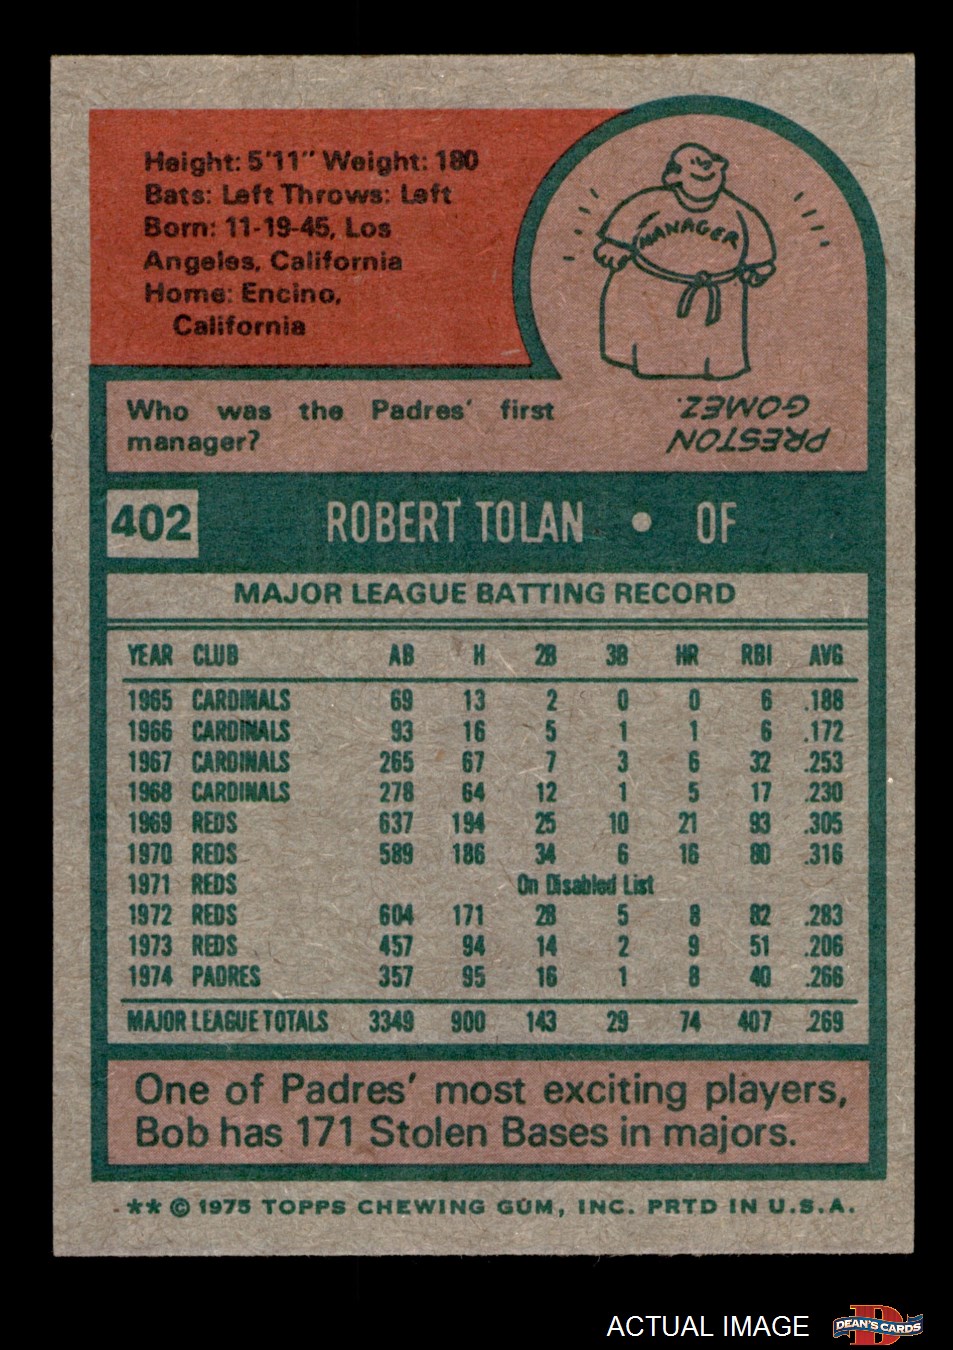 Height: 5'11" Weight: 180
Bats: Left Throws: Left
Born: 11-19-45, Los
Angeles, California
Home: Encino,
California
MANAGER
Who was the Padres' first
manager?
PRESTON
GOMEZ.
402 ROBERT TOLAN • OF
MAJOR LEAGUE BATTING RECORD
YEAR CLUB AB H 2B 3B HR RBI AVG
1965 CARDINALS 69 13 2 0 0 6 .188
1966 CARDINALS 93 16 5 1 1 6 .172
1967 CARDINALS 265 67 7 3 6 32 .253
1968 CARDINALS 278 64 12 1 5 17 .230
1969 REDS 637 194 25 10 21 93 .305
1970 REDS 589 186 34 6 16 80 .316
1971 REDS On Disabled List
1972 REDS 604 171 28 5 8 82 .283
1973 REDS 457 94 14 2 9 51 .206
1974 PADRES 357 95 16 1 8 40 .266
MAJOR LEAGUE TOTALS 3349 900 143 29 74 407 .269
One of Padres' most exciting players,
Bob has 171 Stolen Bases in majors.
** © 1975 TOPPS CHEWING GUM, INC. PRTD IN U.S.A.
ACTUAL IMAGE
D
DEAN'S CARDS